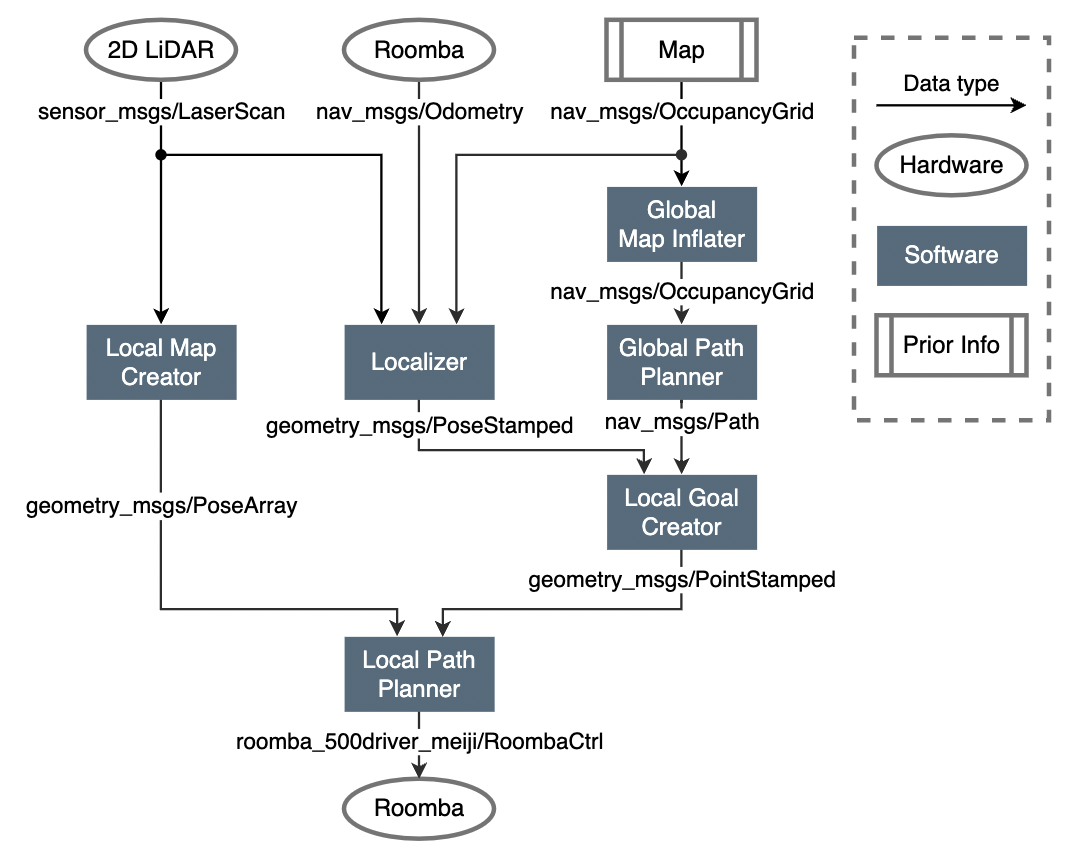 2D LiDAR
Roomba
Map
Data type
sensor_msgs/LaserScan
nav_msgs/Odometry
nav_msgs/OccupancyGrid
Hardware
Global
Map Inflater
Software
nav_msgs/OccupancyGrid
Prior Info
Local Map
Creator
Localizer
Global Path
Planner
geometry_msgs/PoseStamped
nav_msgs/Path
geometry_msgs/PoseArray
Local Goal
Creator
geometry_msgs/PointStamped
Local Path
Planner
roomba_500driver_meiji/RoombaCtrl
Roomba